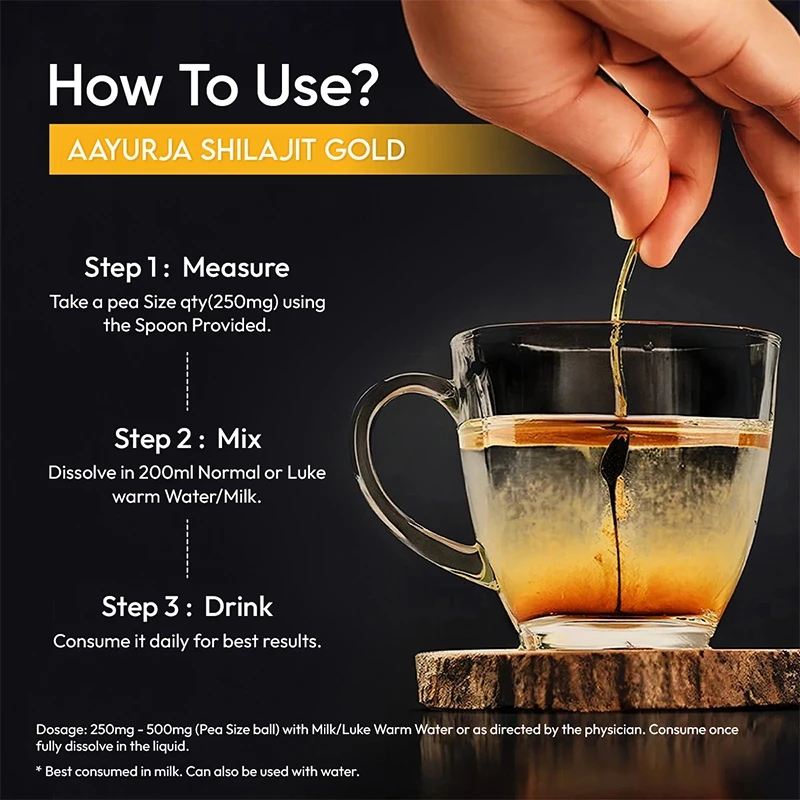 How To Use?
AAYURJA SHILAJIT GOLD
Step 1 : Measure
Take a pea Size qty(250mg) using
the Spoon Provided.
Step 2 : Mix
Dissolve in 200ml Normal or Luke
warm Water/Milk.
Step 3 : Drink
Consume it daily for best results.
Dosage: 250mg - 500mg (Pea Size ball) with Milk/Luke Warm Water or as directed by the physician. Consume once
fully dissolve in the liquid.
* Best consumed in milk. Can also be used with water.